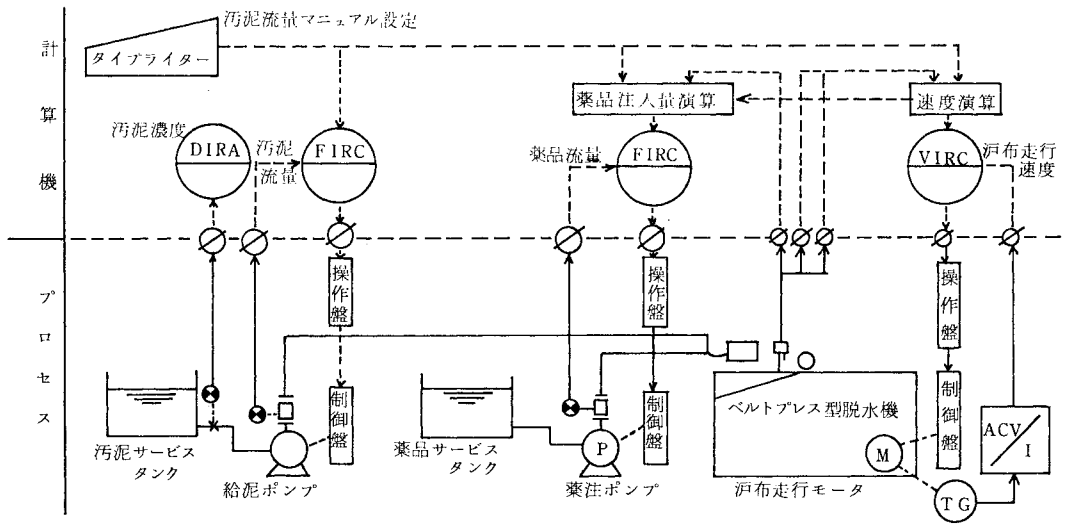 汚泥流量マニュアル設定
タイプライター
計算機
薬品注入量演算
速度演算
汚泥濃度
DIRA
汚泥
流量
FIRC
薬品流量
FIRC
VIRC
沪布走行
速度
プロセス
操作盤
操作盤
操作盤
制御盤
制御盤
制御盤
ベルトプレス型脱水機
汚泥サービス
タンク
給泥ポンプ
薬品サービス
タンク
P
薬注ポンプ
M
沪布走行モータ
TG
ACV
I